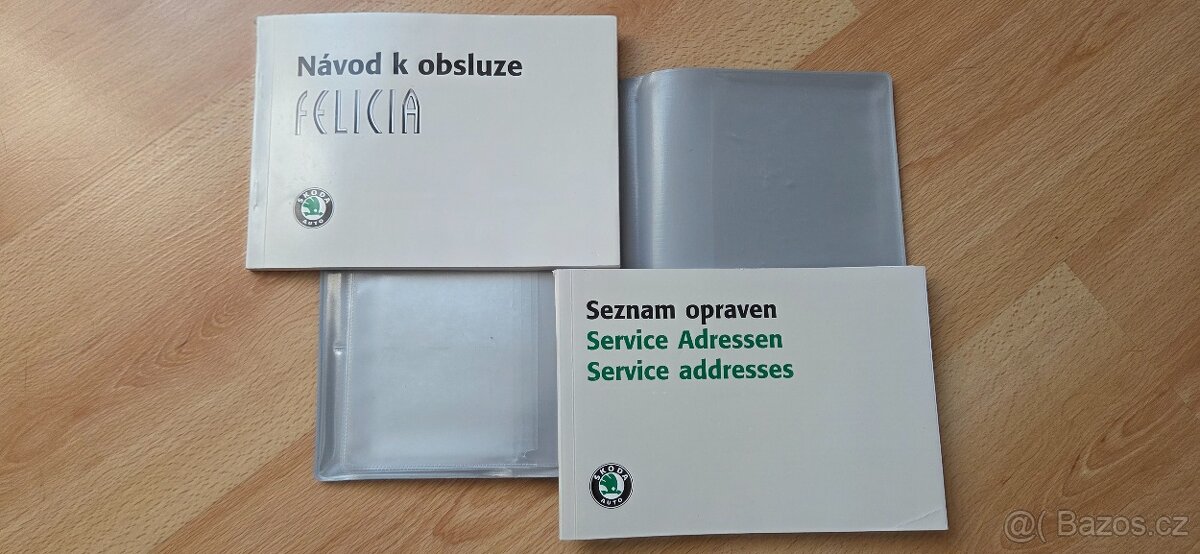 Návod k obsluze
FELICIA
ŠKODA
AUTO
Seznam opraven
Service Adressen
Service addresses
ŠKODA
AUTO
@( Bazos.cz